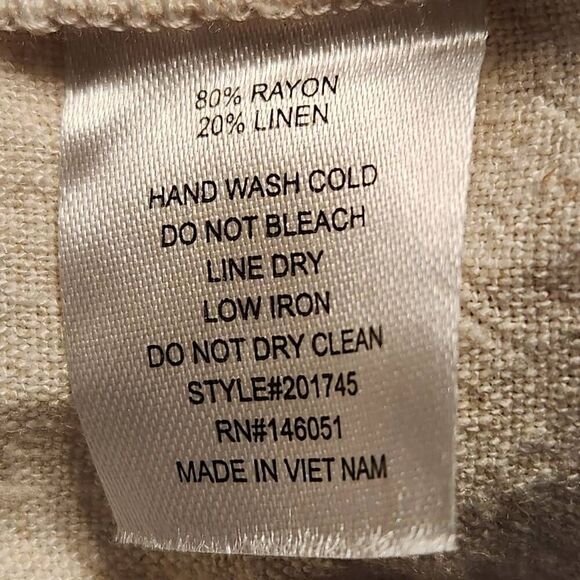 80% RAYON
20% LINEN
HAND WASH COLD
DO NOT BLEACH
LINE DRY
LOW IRON
DO NOT DRY CLEAN
STYLE#201745
RN#146051
MADE IN VIET NAM